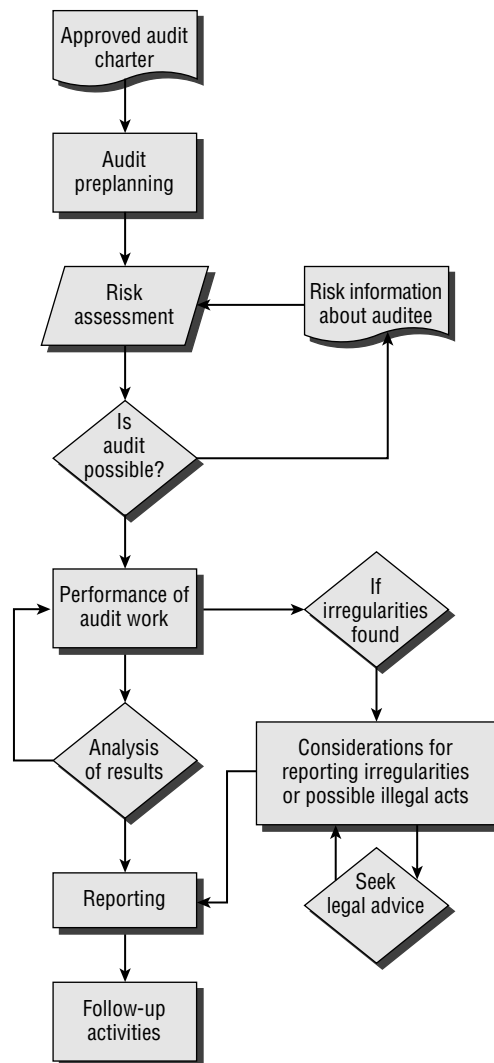 Approved audit
charter
Audit
preplanning
Risk
assessment
Risk information
about auditee
Is
audit
possible?
Performance of
audit work
If
irregularities
found
Analysis
of results
Considerations for
reporting irregularities
or possible illegal acts
Seek
legal advice
Reporting
Follow-up
activities